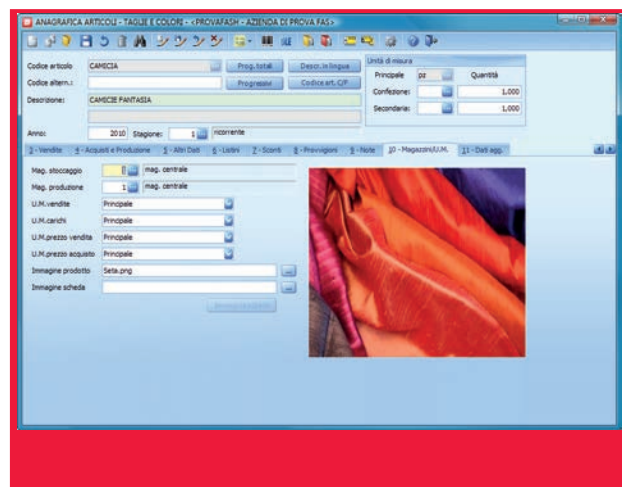 ANAGRAFICA ARTICOLI - TAGLIE E COLORI - <PROVAFASH - AZIENDA DI PROVA FAS>
Codice articolo CAMICIA Prog. totali Descr. in lingua
Codice altern.: Progressivi Codice art. C/F
Descrizione: CAMICIE FANTASIA
Unità di misura
Principale pz Quantità
Confezione: 1,000
Secondaria: 1,000
Anno: 2010 Stagione: 1 ricorrente
3 - Vendite 4 - Acquisti e Produzione 5 - Altri Dati 6 - Listini 7 - Sconti 8 - Provvigioni 9 - Note 10 - Magazzini/U.M. 11 - Dati agg.
Mag. stoccaggio mag. centrale
Mag. produzione 1 mag. centrale
U.M.vendite Principale
U.M.carichi Principale
U.M.prezzo vendita Principale
U.M.prezzo acquisto Principale
Immagine prodotto Seta.png
Immagine scheda